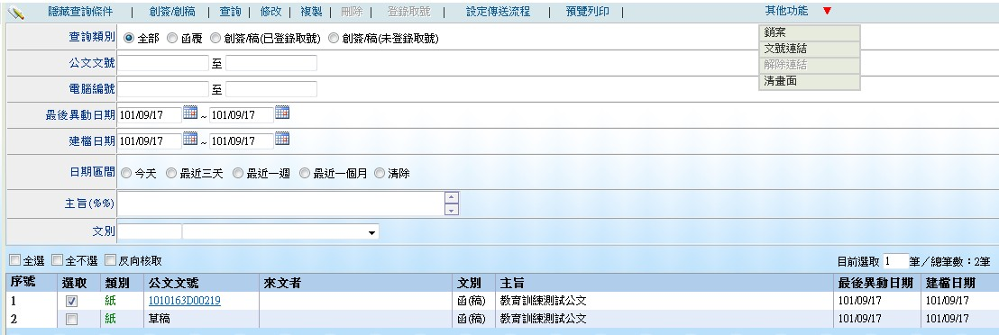 隱藏查詢條件 | 創簽/創稿 | 查詢 | 修改 | 複製 | 刪除 | 登錄取號 | 設定傳送流程 | 預覽列印 | 其他功能
銷案
文號連結
解除連結
清畫面
查詢類別 全部 函覆 創簽/稿(已登錄取號) 創簽/稿(未登錄取號)
公文文號 至
電腦編號 至
最後異動日期 101/09/17 ~ 101/09/17
建檔日期 101/09/17 ~ 101/09/17
日期區間 今天 最近三天 最近一週 最近一個月 清除
主旨(%%)
文別
全選 全不選 反向核取 目前選取 1 筆／總筆數：2筆
序號 選取 類別 公文文號 來文者 文別 主旨 最後異動日期 建檔日期
1 紙 1010163D00219 函(稿) 教育訓練測試公文 101/09/17 101/09/17
2 紙 草稿 函(稿) 教育訓練測試公文 101/09/17 101/09/17